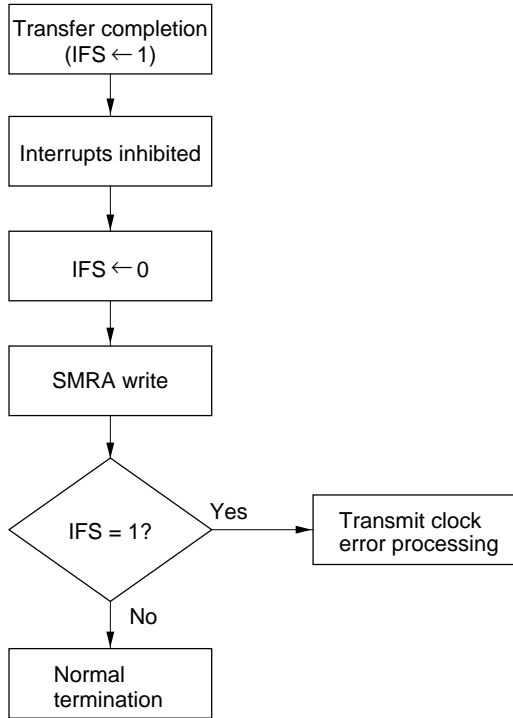 Transfer completion
(IFS ← 1)
Interrupts inhibited
IFS ← 0
SMRA write
IFS = 1?
Yes
Transmit clock
error processing
No
Normal
termination